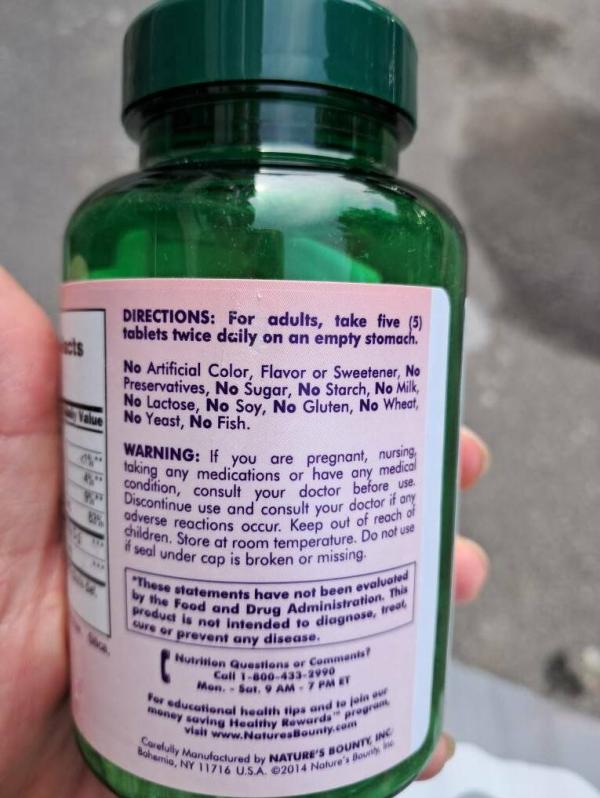 Value
<1%**
4%**
9%**
83%
***
***
DIRECTIONS: For adults, take five (5)
tablets twice daily on an empty stomach.
No Artificial Color, Flavor or Sweetener, No
Preservatives, No Sugar, No Starch, No Milk,
No Lactose, No Soy, No Gluten, No Wheat,
No Yeast, No Fish.
WARNING: If you are pregnant, nursing,
taking any medications or have any medical
condition, consult your doctor before use.
Discontinue use and consult your doctor if any
adverse reactions occur. Keep out of reach of
children. Store at room temperature. Do not use
if seal under cap is broken or missing.
*These statements have not been evaluated
by the Food and Drug Administration. This
product is not intended to diagnose, treat,
cure or prevent any disease.
Nutrition Questions or Comments?
Call 1-800-433-2990
Mon. - Sat. 9 AM - 7 PM ET
For educational health tips and to join our
money saving Healthy Rewards™ program,
visit www.NaturesBounty.com
Carefully Manufactured by NATURE'S BOUNTY, INC.
Bohemia, NY 11716 U.S.A. ©2014 Nature's Bounty, Inc.